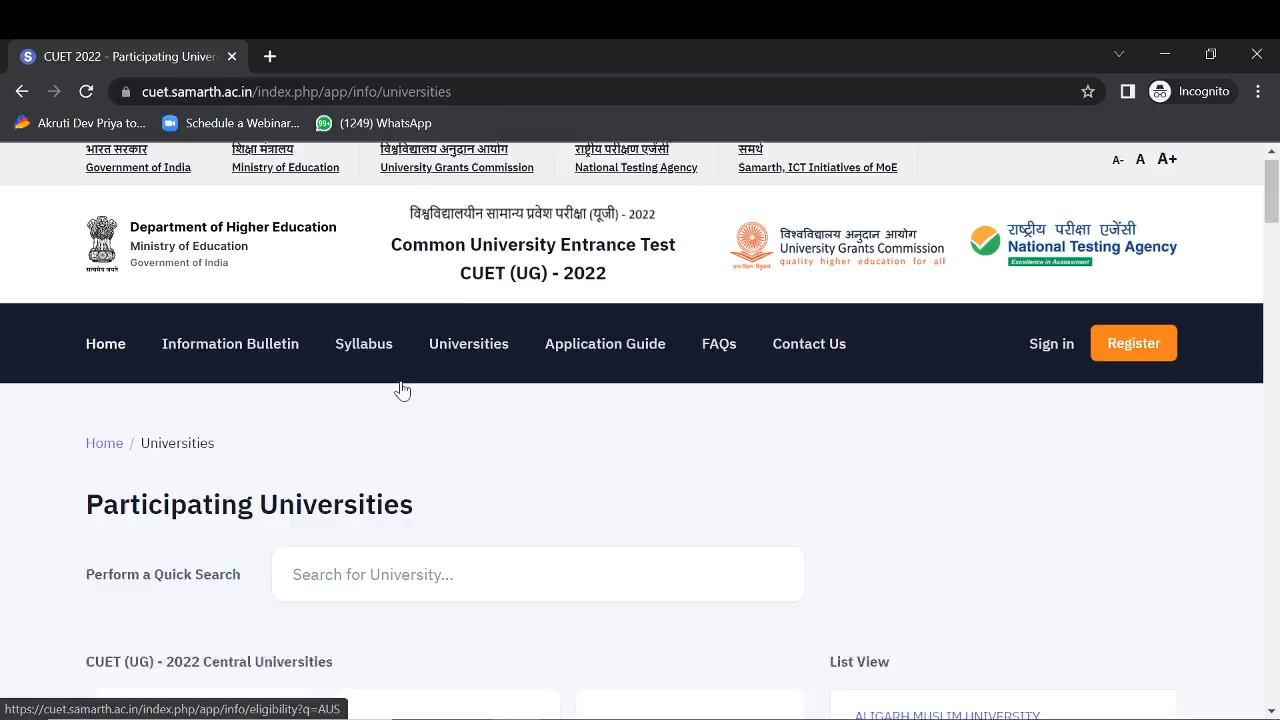 CUET 2022 - Participating Univer
cuet.samarth.ac.in/index.php/app/info/universities
Incognito
Akruti Dev Priya to...
Schedule a Webinar...
99+
(1249) WhatsApp
भारत सरकार
शिक्षा मंत्रालय
विश्वविद्यालय अनुदान आयोग
राष्ट्रीय परीक्षण एजेंसी
समर्थ
Government of India
Ministry of Education
University Grants Commission
National Testing Agency
Samarth, ICT Initiatives of MoE
A- A A+
सत्यमेव जयते
Department of Higher Education
Ministry of Education
Government of India
विश्वविद्यालयीन सामान्य प्रवेश परीक्षा (यूजी) - 2022
Common University Entrance Test
CUET (UG) - 2022
विश्वविद्यालय अनुदान आयोग
University Grants Commission
quality higher education for all
राष्ट्रीय परीक्षा एजेंसी
National Testing Agency
Excellence in Assessment
Home
Information Bulletin
Syllabus
Universities
Application Guide
FAQs
Contact Us
Sign in
Register
Home / Universities
Participating Universities
Perform a Quick Search
Search for University...
CUET (UG) - 2022 Central Universities
List View
ALIGARH MUSLIM UNIVERSITY
https://cuet.samarth.ac.in/index.php/app/info/eligibility?q=AUS